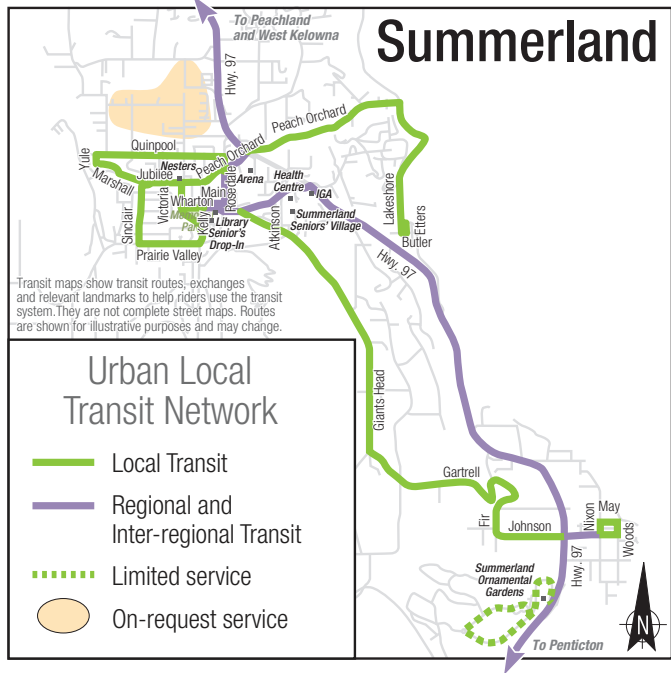 To Peachland
and West Kelowna
Summerland
Hwy. 97
Peach Orchard
Quinpool
Yule
Nesters
Jubilee
Marshall
Peach Orchard
Arena
Health
Centre
IGA
Main
Rosedale
Wharton
Victoria
Kelly
Library
Senior's
Drop-In
Sinclair
Atkinson
Summerland
Seniors' Village
Lakeshore
Etters
Butler
Prairie Valley
Hwy. 97
Transit maps show transit routes, exchanges
and relevant landmarks to help riders use the transit
system.They are not complete street maps. Routes
are shown for illustrative purposes and may change.
Giants Head
Gartrell
Fir
Johnson
Nixon
May
Woods
Hwy. 97
Summerland
Ornamental
Gardens
To Penticton
N
Urban Local
Transit Network
Local Transit
Regional and
Inter-regional Transit
Limited service
On-request service